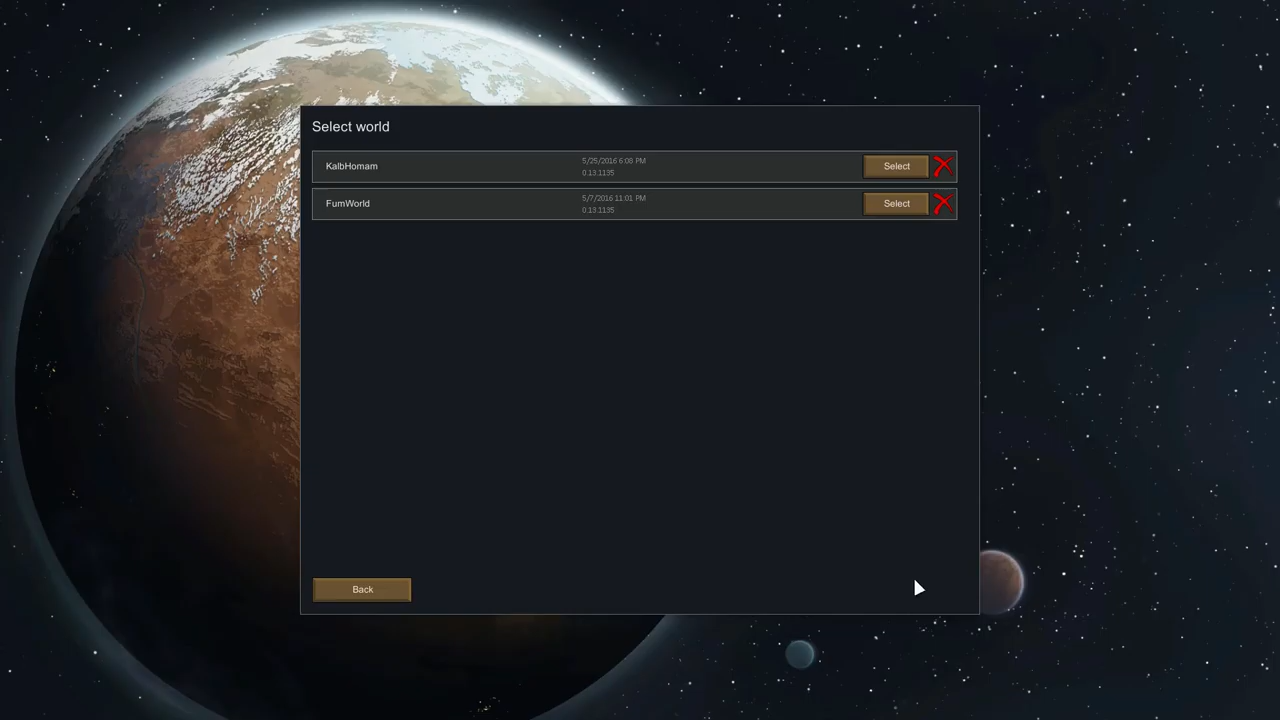 Select world
KalbHomam 5/25/2016 6:08 PM Select
0.13.1135
FumWorld 5/7/2016 11:01 PM Select
0.13.1135
Back